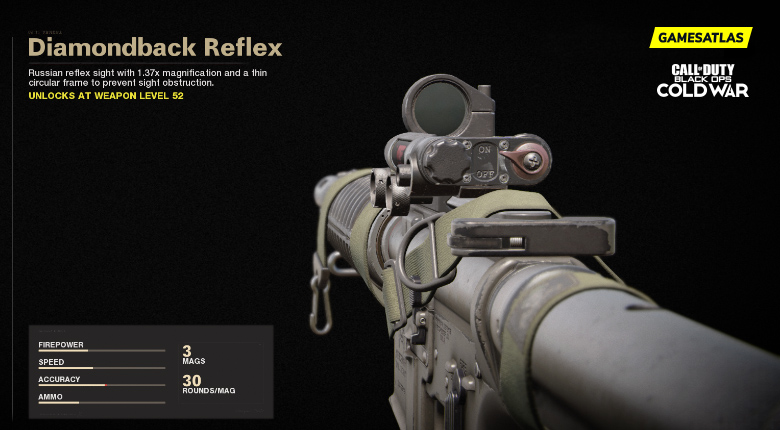 Diamondback Reflex
Russian reflex sight with 1.37x magnification and a thin
circular frame to prevent sight obstruction.
UNLOCKS AT WEAPON LEVEL 52
GAMESATLAS
CALL OF DUTY
BLACK OPS
COLD WAR
ON
OFF
FIREPOWER
SPEED
ACCURACY
AMMO
3
MAGS
30
ROUNDS/MAG